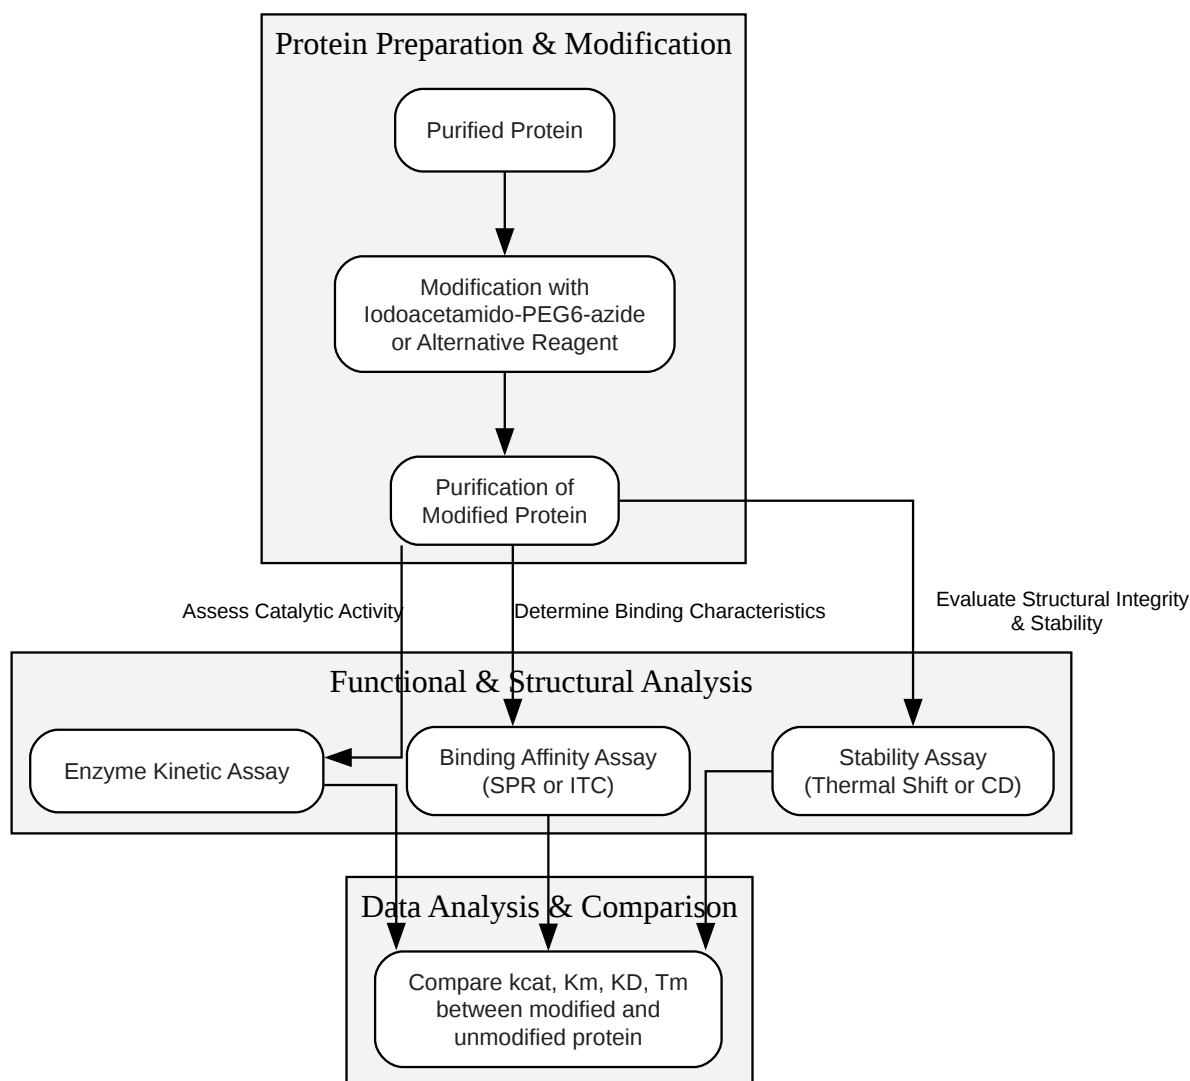 Protein Preparation & Modification
Purified Protein
Modification with
Iodoacetamido-PEG6-azide
or Alternative Reagent
Purification of
Modified Protein
Assess Catalytic Activity
Determine Binding Characteristics
Evaluate Structural Integrity
& Stability
Functional & Structural Analysis
Enzyme Kinetic Assay
Binding Affinity Assay
(SPR or ITC)
Stability Assay
(Thermal Shift or CD)
Data Analysis & Comparison
Compare kcat, Km, KD, Tm
between modified and
unmodified protein